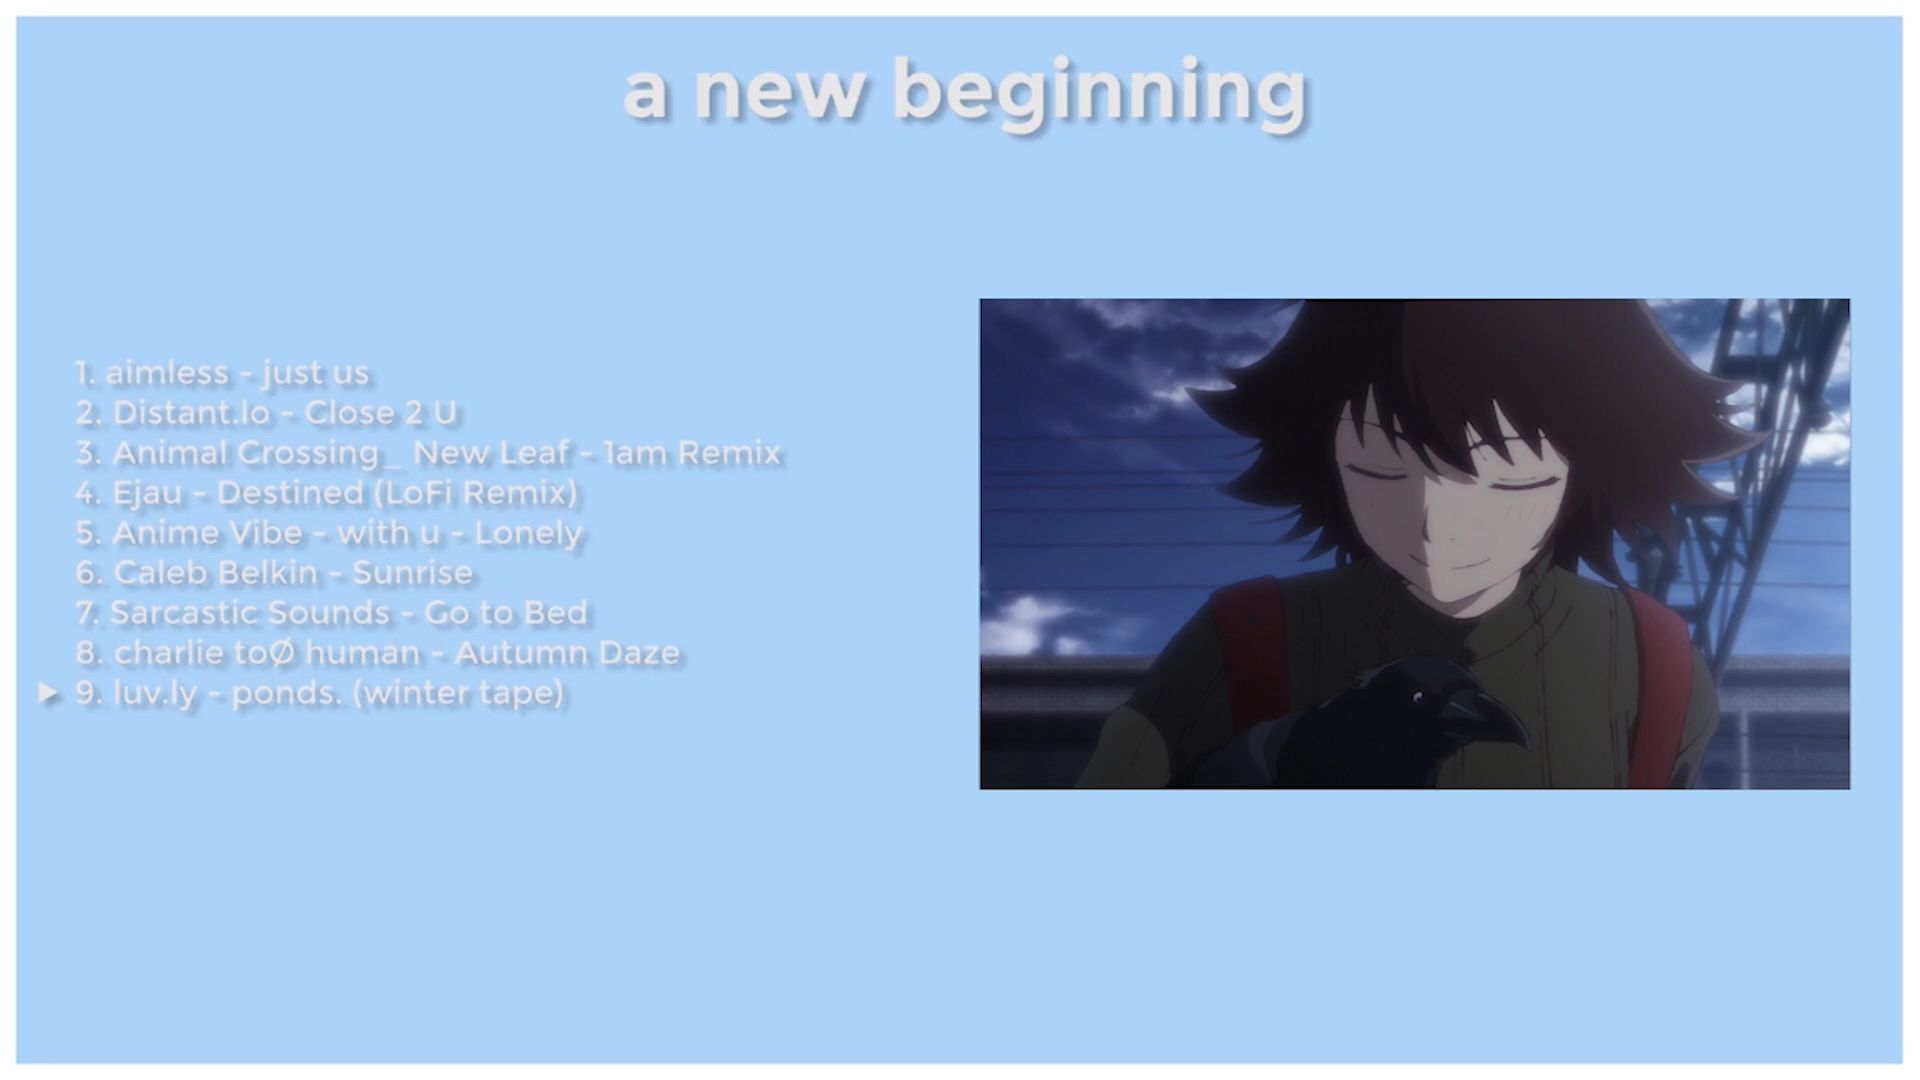 a new beginning
1. aimless - just us
2. Distant.lo - Close 2 U
3. Animal Crossing_ New Leaf - 1am Remix
4. Ejau - Destined (LoFi Remix)
5. Anime Vibe - with u - Lonely
6. Caleb Belkin - Sunrise
7. Sarcastic Sounds - Go to Bed
8. charlie toØ human - Autumn Daze
9. luv.ly - ponds. (winter tape)